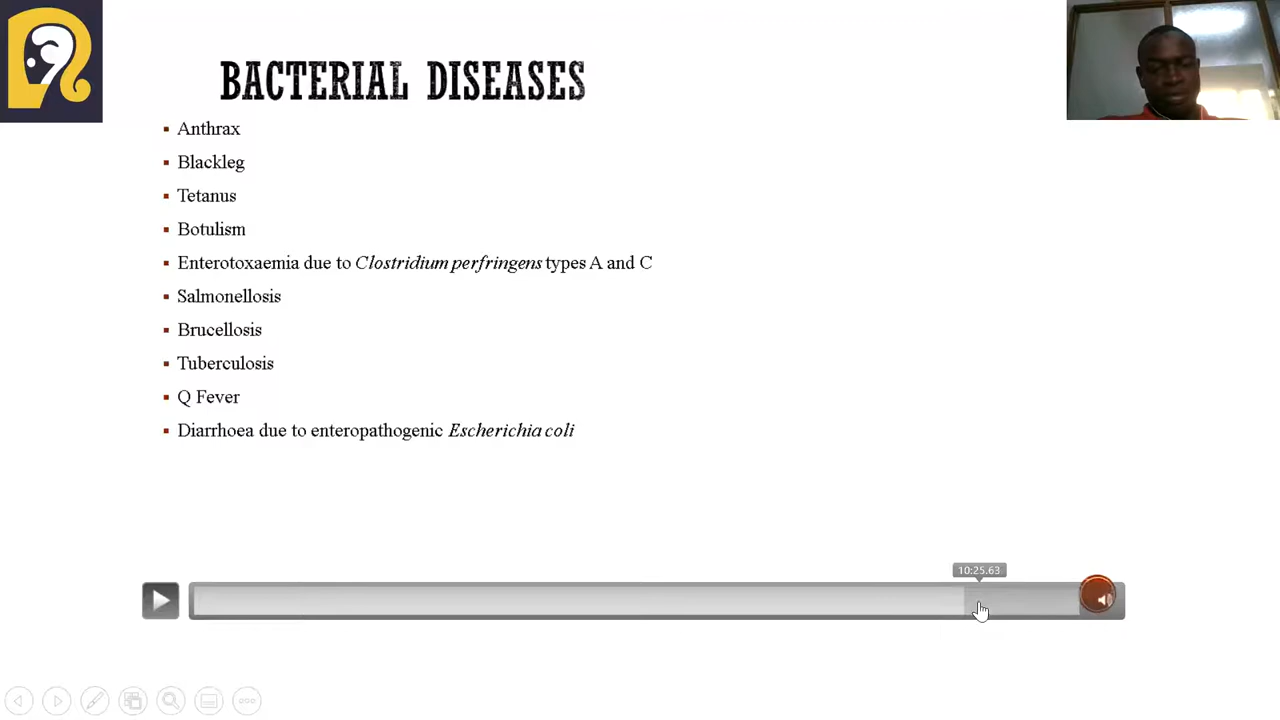 BACTERIAL DISEASES
Anthrax
Blackleg
Tetanus
Botulism
Enterotoxaemia due to Clostridium perfringens types A and C
Salmonellosis
Brucellosis
Tuberculosis
Q Fever
Diarrhoea due to enteropathogenic Escherichia coli
10:25.63